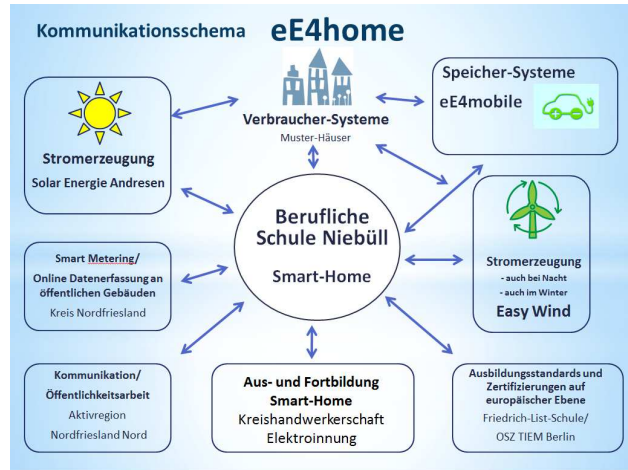 Kommunikationsschema eE4home
Verbraucher-Systeme
Muster-Häuser
Speicher-Systeme
eE4mobile
Stromerzeugung
Solar Energie Andresen
Berufliche
Schule Niebüll
Smart-Home
Stromerzeugung
- auch bei Nacht
- auch im Winter
Easy Wind
Smart Metering/
Online Datenerfassung an
öffentlichen Gebäuden
Kreis Nordfriesland
Kommunikation/
Öffentlichkeitsarbeit
Aktivregion
Nordfriesland Nord
Aus- und Fortbildung
Smart-Home
Kreishandwerkerschaft
Elektroinnung
Ausbildungsstandards und
Zertifizierungen auf
europäischer Ebene
Friedrich-List-Schule/
OSZ TIEM Berlin